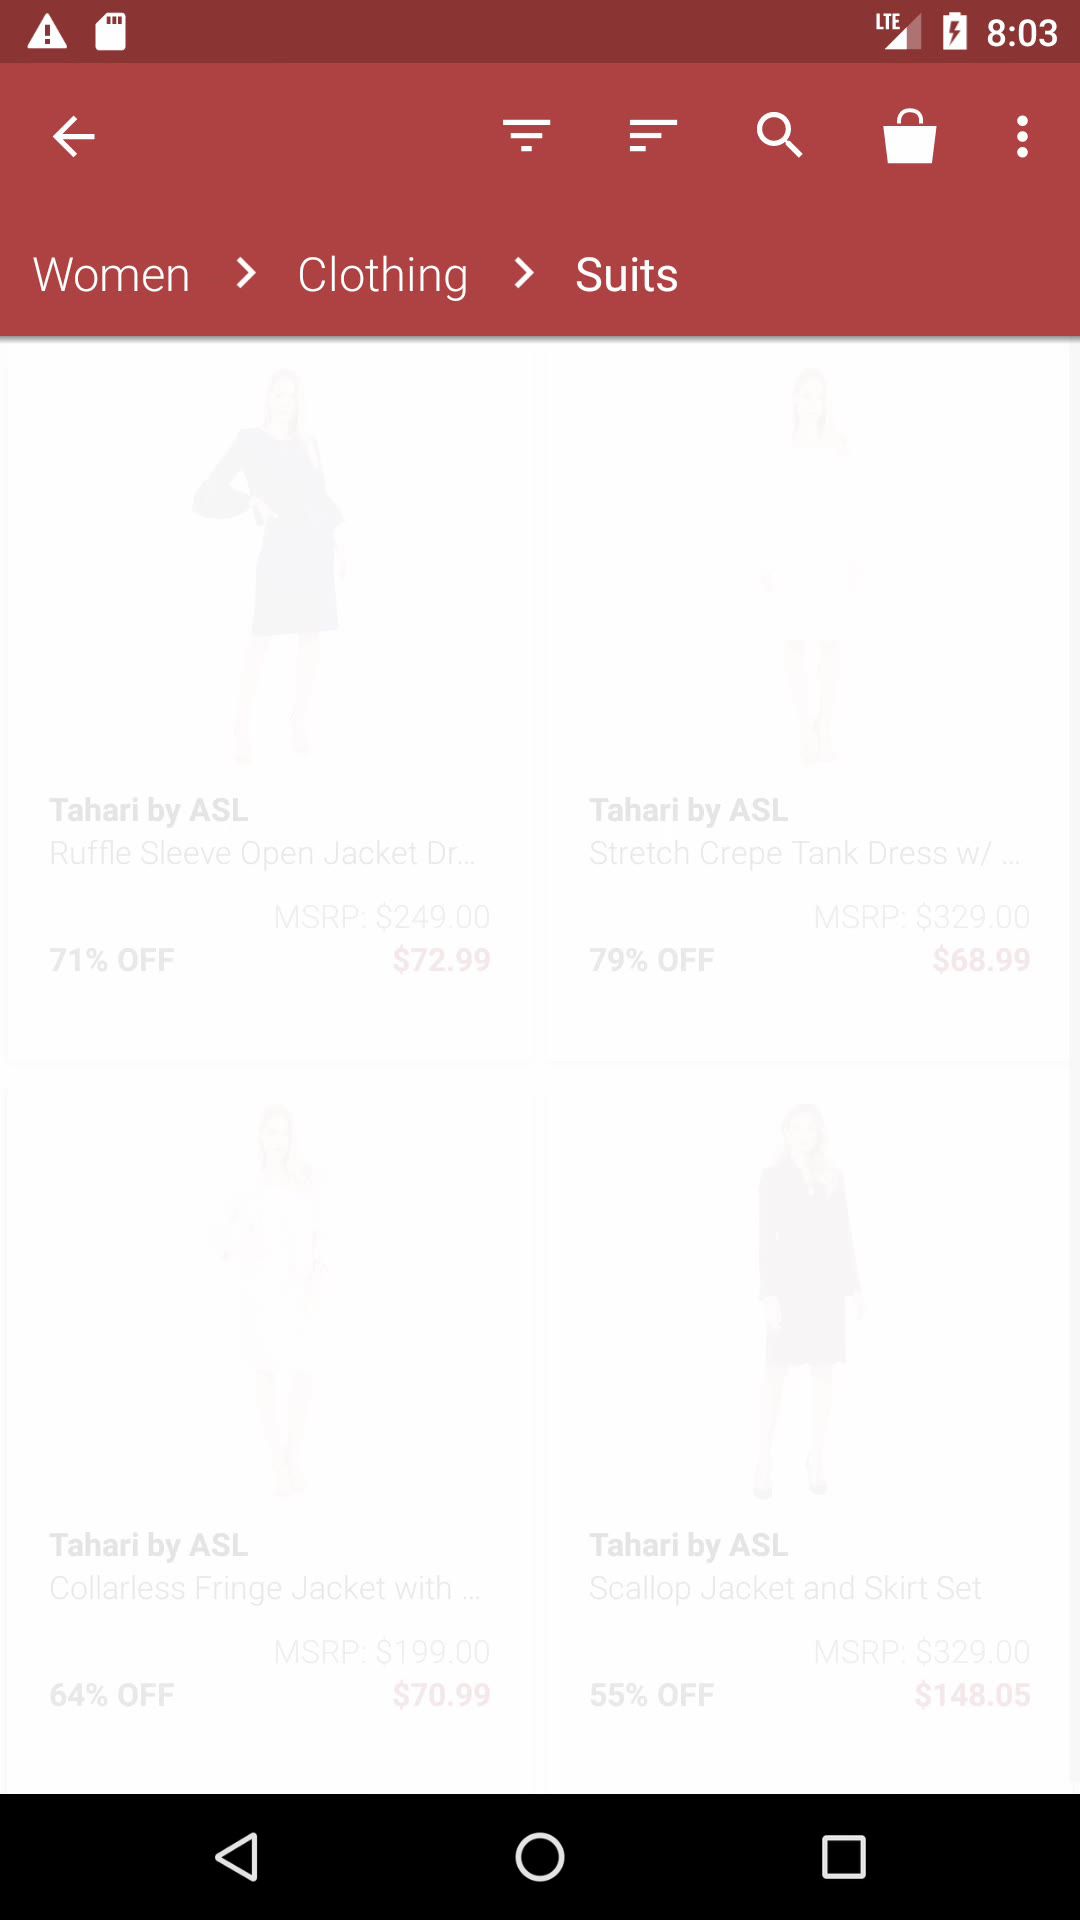 LTE 8:03
Women Clothing Suits
Tahari by ASL
Ruffle Sleeve Open Jacket Dr...
MSRP: $249.00
71% OFF $72.99
Tahari by ASL
Stretch Crepe Tank Dress w/ ...
MSRP: $329.00
79% OFF $68.99
Tahari by ASL
Collarless Fringe Jacket with ...
MSRP: $199.00
64% OFF $70.99
Tahari by ASL
Scallop Jacket and Skirt Set
MSRP: $329.00
55% OFF $148.05